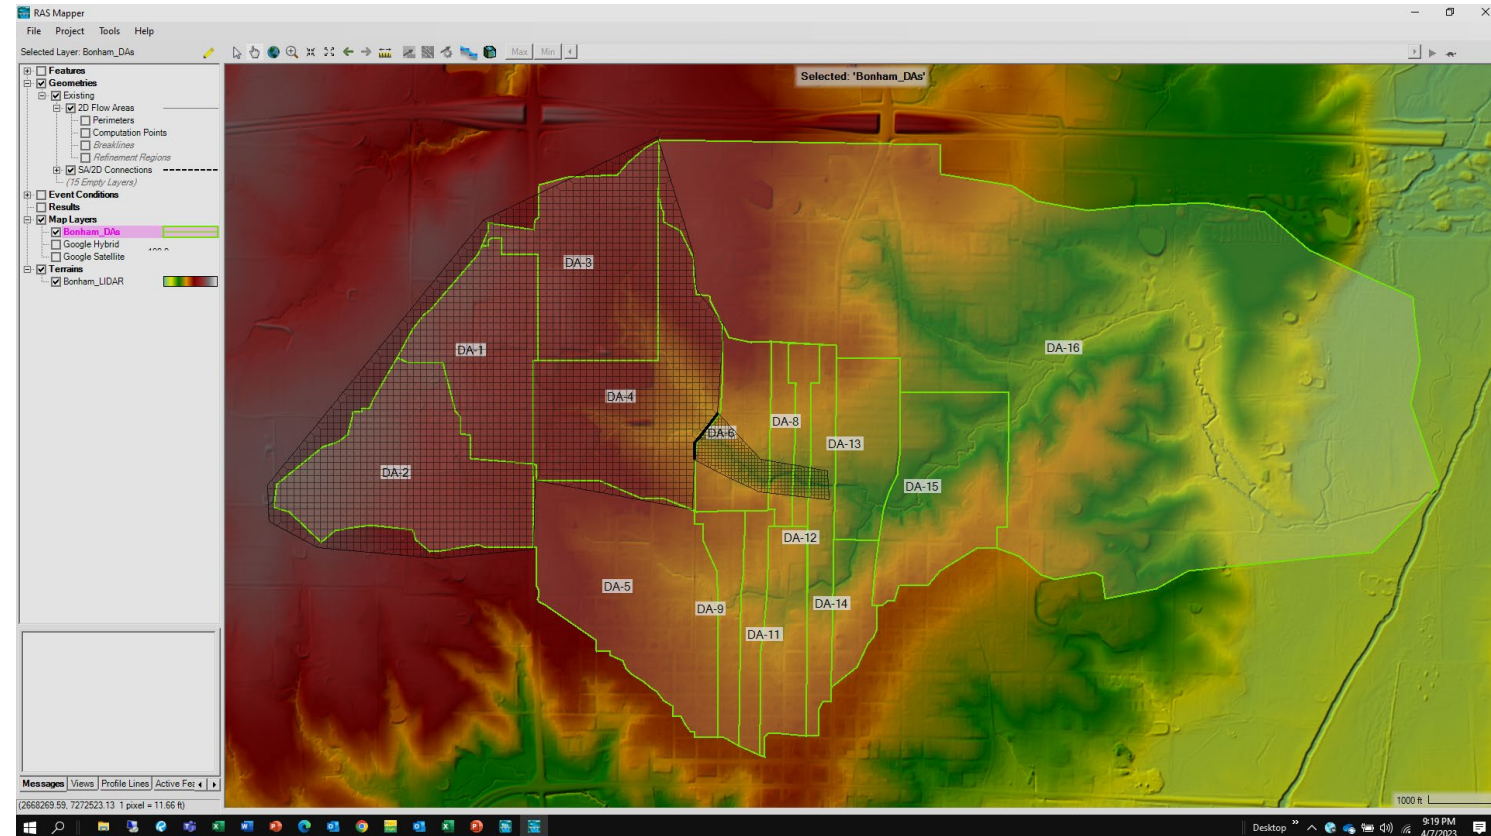 RAS Mapper
File Project Tools Help
Selected Layer: Bonham_DAs
Max Min
Features
Geometries
Existing
2D Flow Areas
Perimeters
Computation Points
Breaklines
Refinement Regions
SA/2D Connections
(15 Empty Layers)
Event Conditions
Results
Map Layers
Bonham_DAs
Google Hybrid
Google Satellite
Terrains
Bonham_LIDAR
Selected: 'Bonham_DAs'
DA-3
DA-1
DA-16
DA-4
DA-8
DA-6
DA-13
DA-2
DA-15
DA-12
DA-5
DA-14
DA-9
DA-11
Messages Views Profile Lines Active Fea
1000 ft
(2668269.59, 7272523.13 1 pixel = 11.66 ft)
Desktop
9:19 PM
4/7/2023